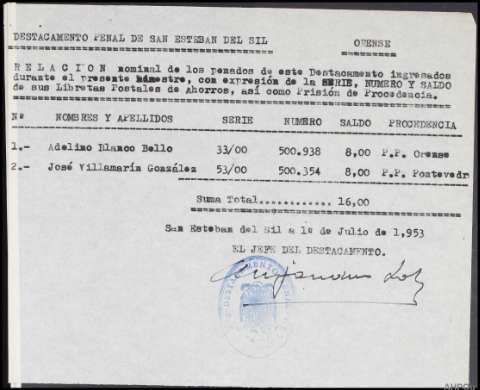 DESTACAMENTO PENAL DE SAN ESTEBAN DEL SIL ORENSE
R E L A C I O N nominal de los penados de este Destacamento ingresados
durante el presente bimestre, con expresión de la SERIE, NUMERO Y SALDO
de sus Libretas Postales de Ahorros, así como Prisión de Procedencia.
Nº NOMBRES Y APELLIDOS SERIE NUMERO SALDO PROCEDENCIA
1.- Adelino Blanco Bello 33/00 500.938 8,00 P.P. Orense
2.- José Villamarín González 53/00 500.354 8,00 P.P. Pontevedr
Suma Total............ 16,00
San Esteban del Sil a 1º de Julio de 1,953
EL JEFE DEL DESTACAMENTO.